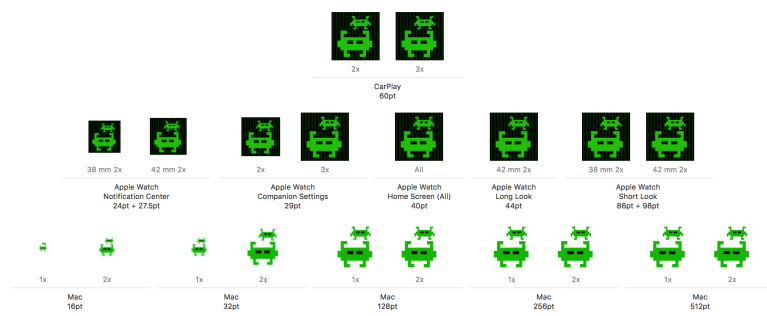 2x 3x
CarPlay
60pt
38 mm 2x 42 mm 2x 2x 3x All 42 mm 2x 38 mm 2x 42 mm 2x
Apple Watch Apple Watch Apple Watch Apple Watch Apple Watch
Notification Center Companion Settings Home Screen (All) Long Look Short Look
24pt + 27.5pt 29pt 40pt 44pt 86pt + 98pt
1x 2x 1x 2x 1x 2x 1x 2x 1x 2x
Mac Mac Mac Mac Mac
16pt 32pt 128pt 256pt 512pt